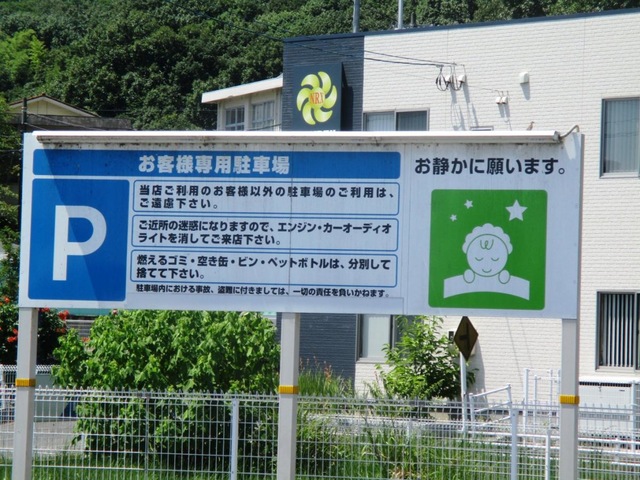 お客様専用駐車場
お静かに願います。
P
当店ご利用のお客様以外の駐車場のご利用は、
ご遠慮下さい。
ご近所の迷惑になりますので、エンジン・カーオーディオ
ライトを消してご来店下さい。
燃えるゴミ・空き缶・ビン・ペットボトルは、分別して
捨てて下さい。
駐車場内における事故、盗難に付きましては、一切の責任を負いかねます。